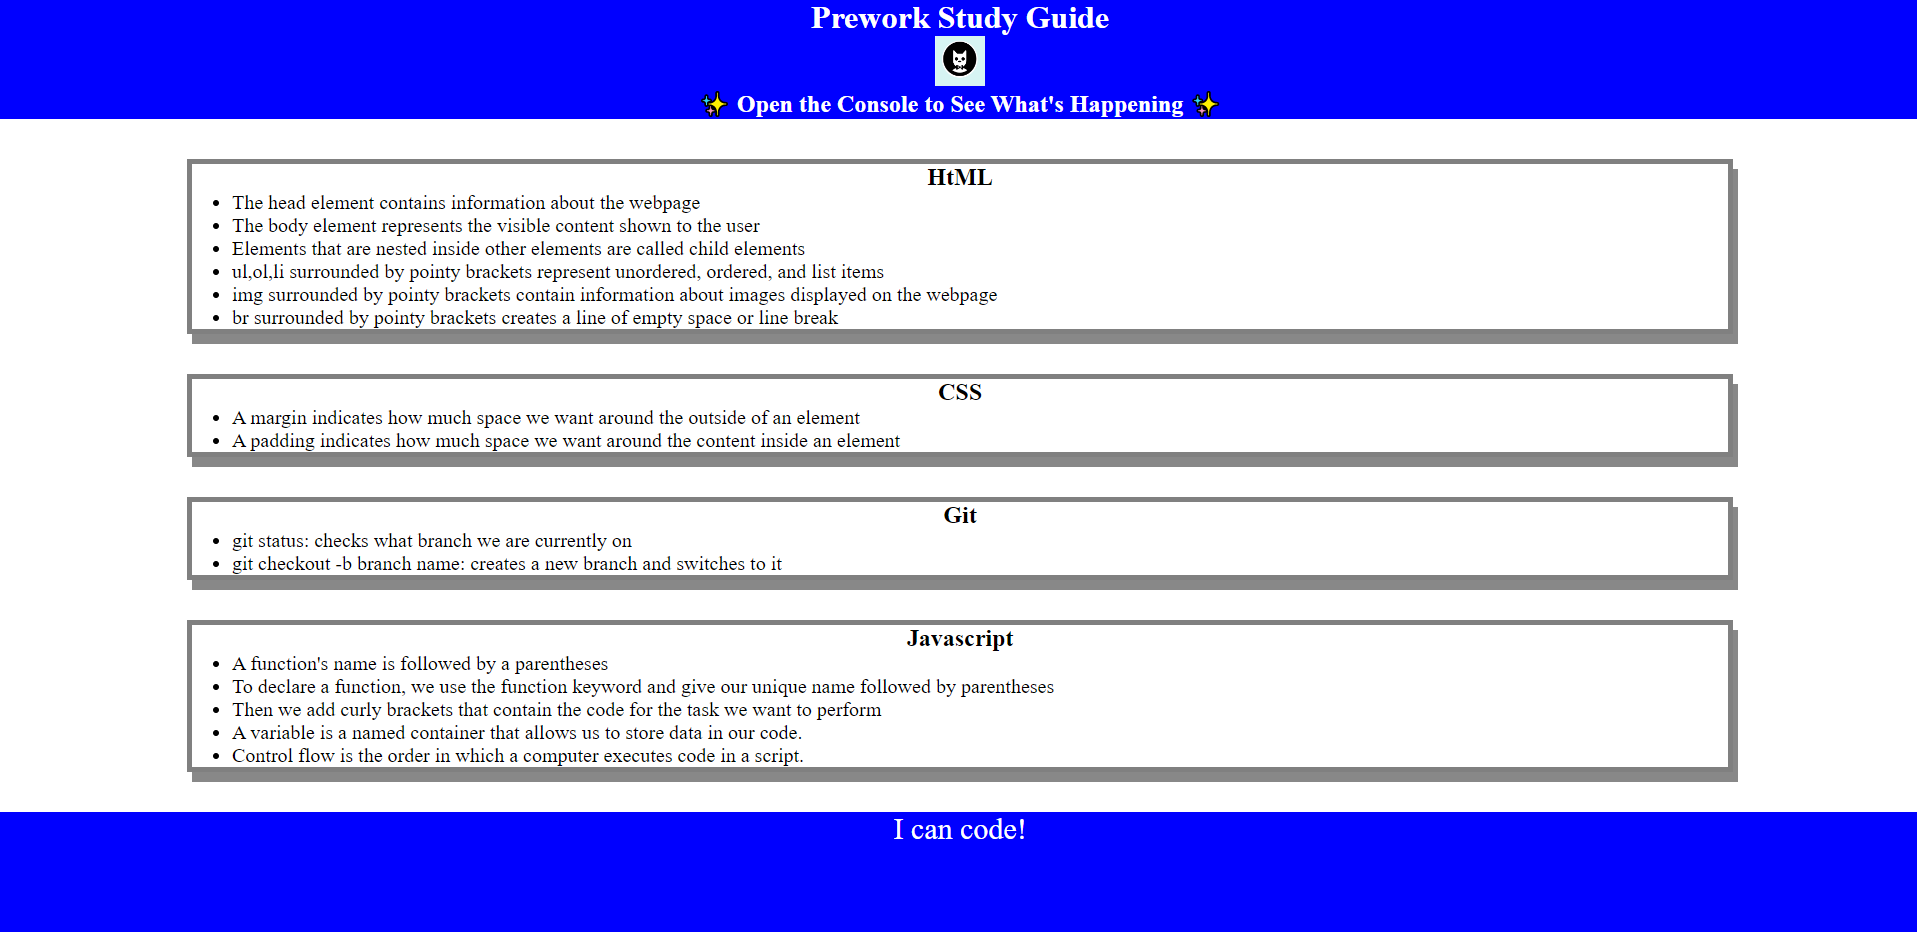 Prework Study Guide
✨ Open the Console to See What's Happening ✨
HtML
• The head element contains information about the webpage
• The body element represents the visible content shown to the user
• Elements that are nested inside other elements are called child elements
• ul,ol,li surrounded by pointy brackets represent unordered, ordered, and list items
• img surrounded by pointy brackets contain information about images displayed on the webpage
• br surrounded by pointy brackets creates a line of empty space or line break
CSS
• A margin indicates how much space we want around the outside of an element
• A padding indicates how much space we want around the content inside an element
Git
• git status: checks what branch we are currently on
• git checkout -b branch name: creates a new branch and switches to it
Javascript
• A function's name is followed by a parentheses
• To declare a function, we use the function keyword and give our unique name followed by parentheses
• Then we add curly brackets that contain the code for the task we want to perform
• A variable is a named container that allows us to store data in our code.
• Control flow is the order in which a computer executes code in a script.
I can code!